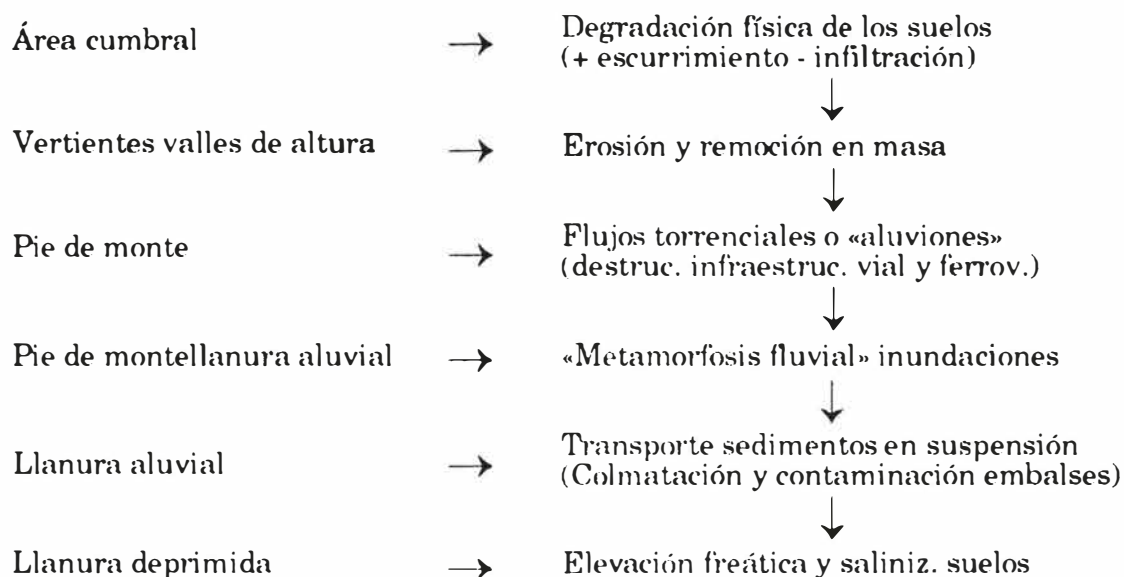 Área cumbral → Degradación física de los suelos
(+ escurrimiento - infiltración)
Vertientes valles de altura → Erosión y remoción en masa
Pie de monte → Flujos torrenciales o «aluviones»
(destruc. infraestruc. vial y ferrov.)
Pie de montellanura aluvial → «Metamorfosis fluvial» inundaciones
Llanura aluvial → Transporte sedimentos en suspensión
(Colmatación y contaminación embalses)
Llanura deprimida → Elevación freática y saliniz. suelos